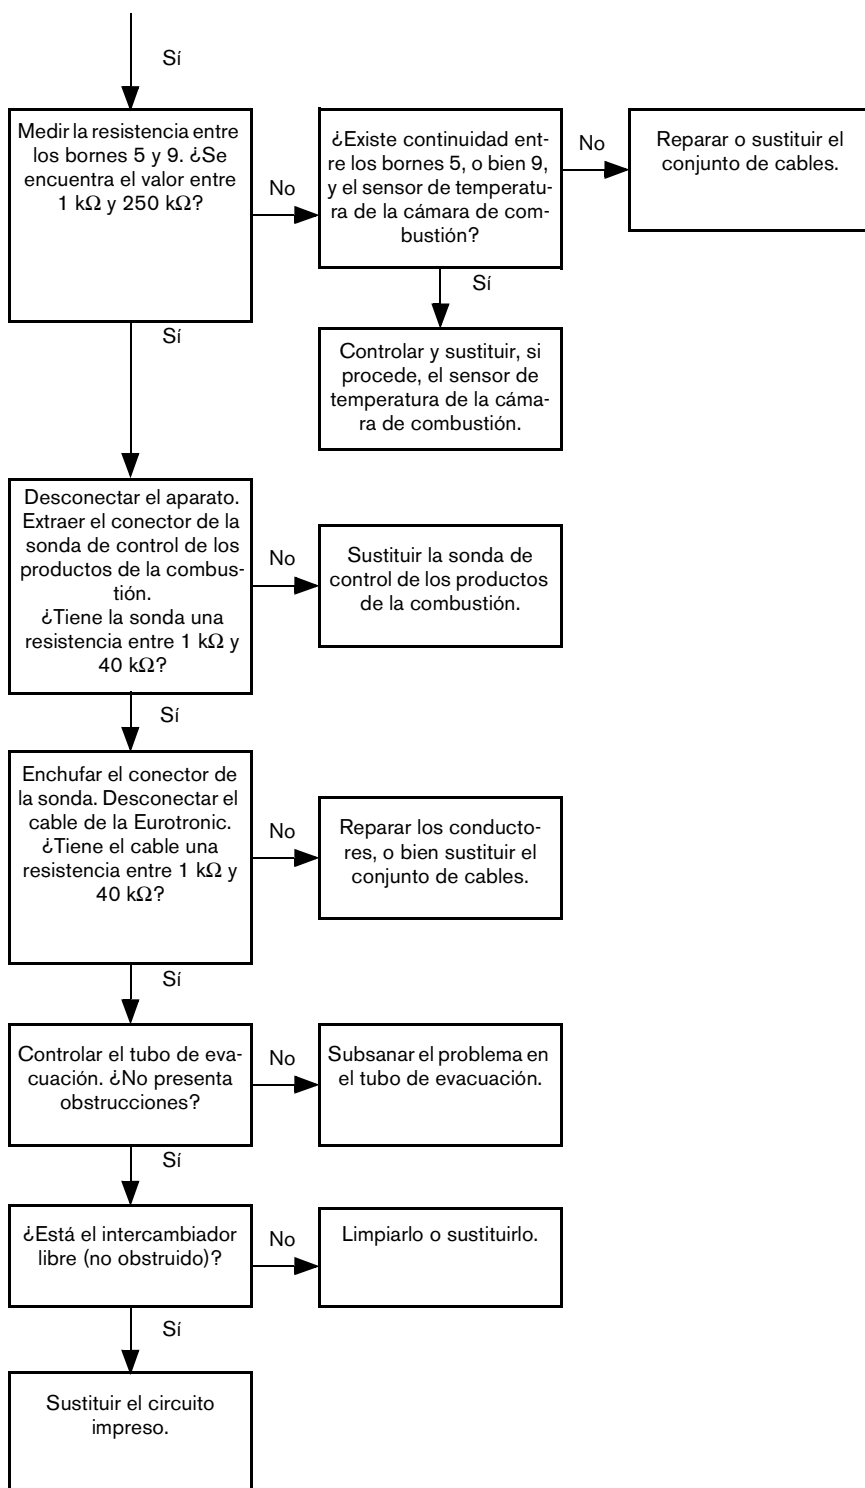 Sí
Medir la resistencia entre
los bornes 5 y 9. ¿Se
encuentra el valor entre
1 kΩ y 250 kΩ?
No
¿Existe continuidad ent-
re los bornes 5, o bien 9,
y el sensor de temperatu-
ra de la cámara de com-
bustión?
No
Reparar o sustituir el
conjunto de cables.
Sí
Controlar y sustituir, si
procede, el sensor de
temperatura de la cáma-
ra de combustión.
Sí
Desconectar el aparato.
Extraer el conector de la
sonda de control de los
productos de la combus-
tión.
¿Tiene la sonda una
resistencia entre 1 kΩ y
40 kΩ?
No
Sustituir la sonda de
control de los productos
de la combustión.
Sí
Enchufar el conector de
la sonda. Desconectar el
cable de la Eurotronic.
¿Tiene el cable una
resistencia entre 1 kΩ y
40 kΩ?
No
Reparar los conducto-
res, o bien sustituir el
conjunto de cables.
Sí
Controlar el tubo de eva-
cuación. ¿No presenta
obstrucciones?
No
Subsanar el problema en
el tubo de evacuación.
Sí
¿Está el intercambiador
libre (no obstruido)?
No
Limpiarlo o sustituirlo.
Sí
Sustituir el circuito
impreso.